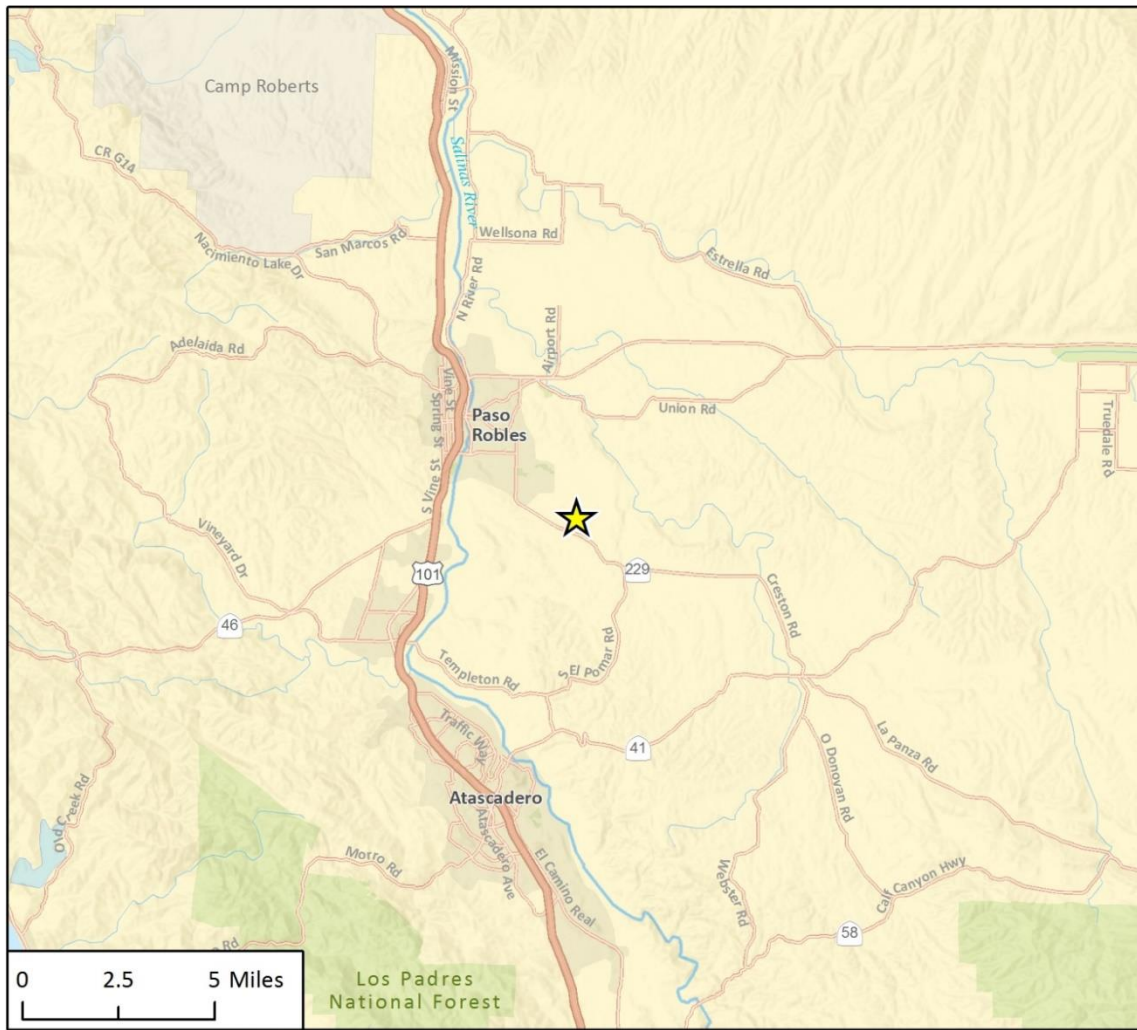 Camp Roberts
Mission St
Salinas River
CR G14
Nacimiento Lake Dr
San Marcos Rd
Wellsona Rd
N River Rd
Estrella Rd
Airport Rd
Adelaida Rd
Vine St
Spring St
Paso
Robles
Union Rd
Truedale Rd
S Vine St
Vineyard Dr
101
229
Creston Rd
46
S El Pomar Rd
Templeton Rd
Traffic Way
41
La Panza Rd
O Donovan Rd
Atascadero
Old Creek Rd
Atascadero Ave
Morro Rd
El Camino Real
Webster Rd
Calf Canyon Hwy
58
Rd
0 2.5 5 Miles
Los Padres
National Forest